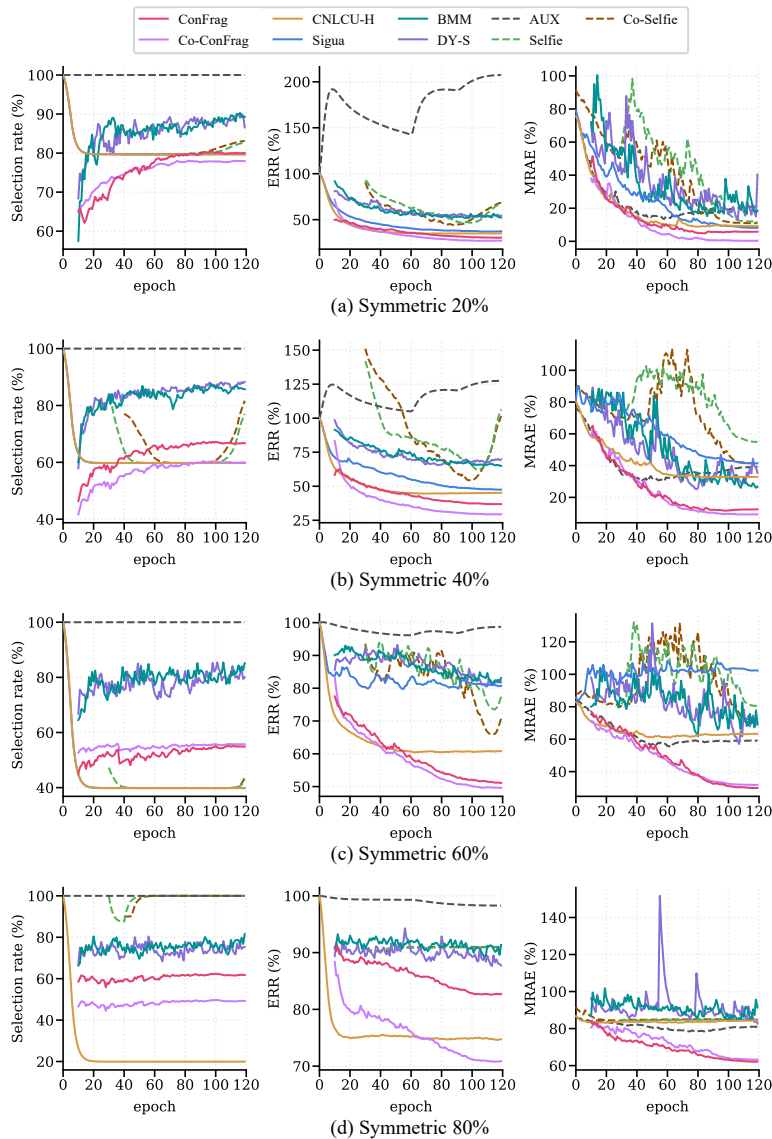 ConFrag CNLCU-H BMM AUX Co-Selfie
Co-ConFrag Sigua DY-S Selfie
Selection rate (%) 100 90 80 70 60
0 20 40 60 80 100 120
epoch
ERR (%) 200 150 100 50
0 20 40 60 80 100 120
epoch
MRAE (%) 100 80 60 40 20 0
0 20 40 60 80 100 120
epoch
(a) Symmetric 20%
Selection rate (%) 100 80 60 40
0 20 40 60 80 100 120
epoch
ERR (%) 150 125 100 75 50 25
0 20 40 60 80 100 120
epoch
MRAE (%) 100 80 60 40 20
0 20 40 60 80 100 120
epoch
(b) Symmetric 40%
Selection rate (%) 100 80 60 40
0 20 40 60 80 100 120
epoch
ERR (%) 100 90 80 70 60 50
0 20 40 60 80 100 120
epoch
MRAE (%) 120 100 80 60 40
0 20 40 60 80 100 120
epoch
(c) Symmetric 60%
Selection rate (%) 100 80 60 40 20
0 20 40 60 80 100 120
epoch
ERR (%) 100 90 80 70
0 20 40 60 80 100 120
epoch
MRAE (%) 140 120 100 80 60
0 20 40 60 80 100 120
epoch
(d) Symmetric 80%